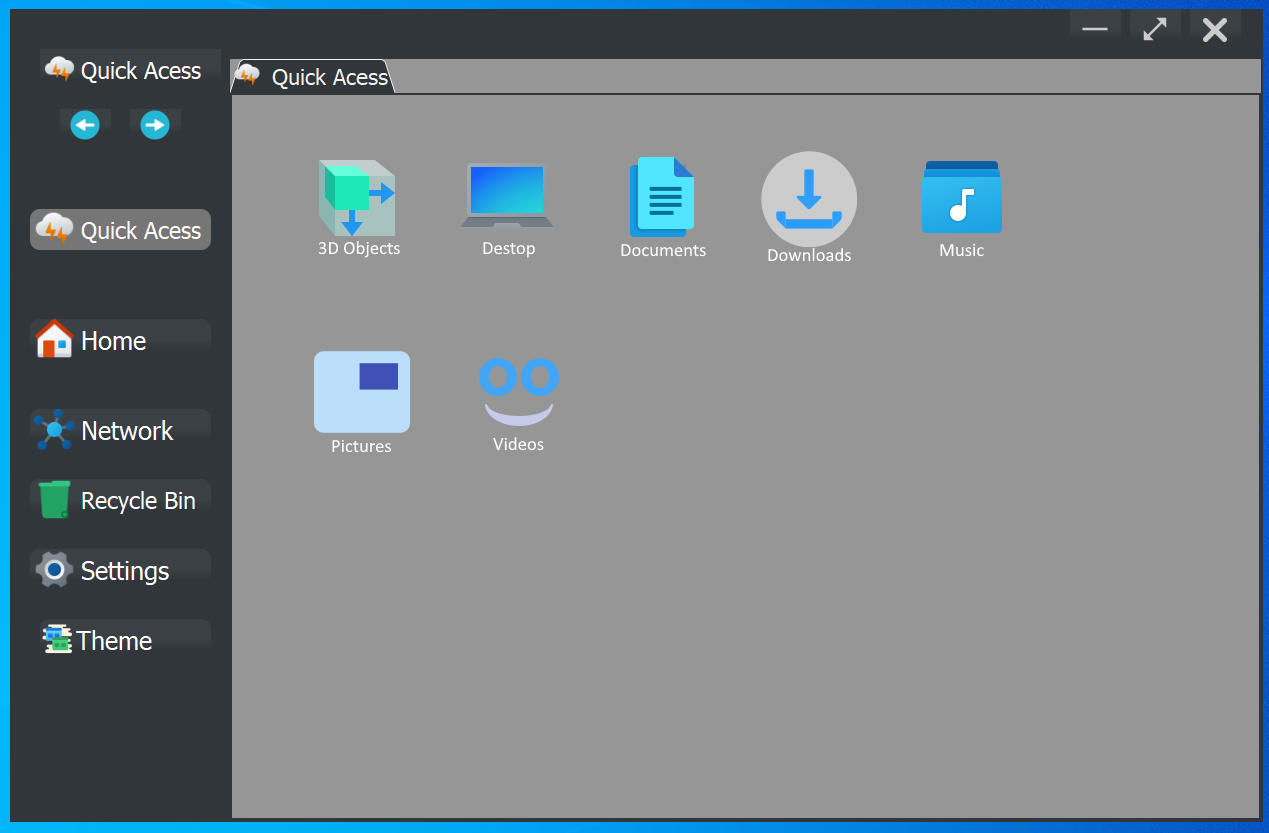 Quick Acess
Quick Acess
Quick Acess
Home
Network
Recycle Bin
Settings
Theme
3D Objects
Destop
Documents
Downloads
Music
Pictures
Videos